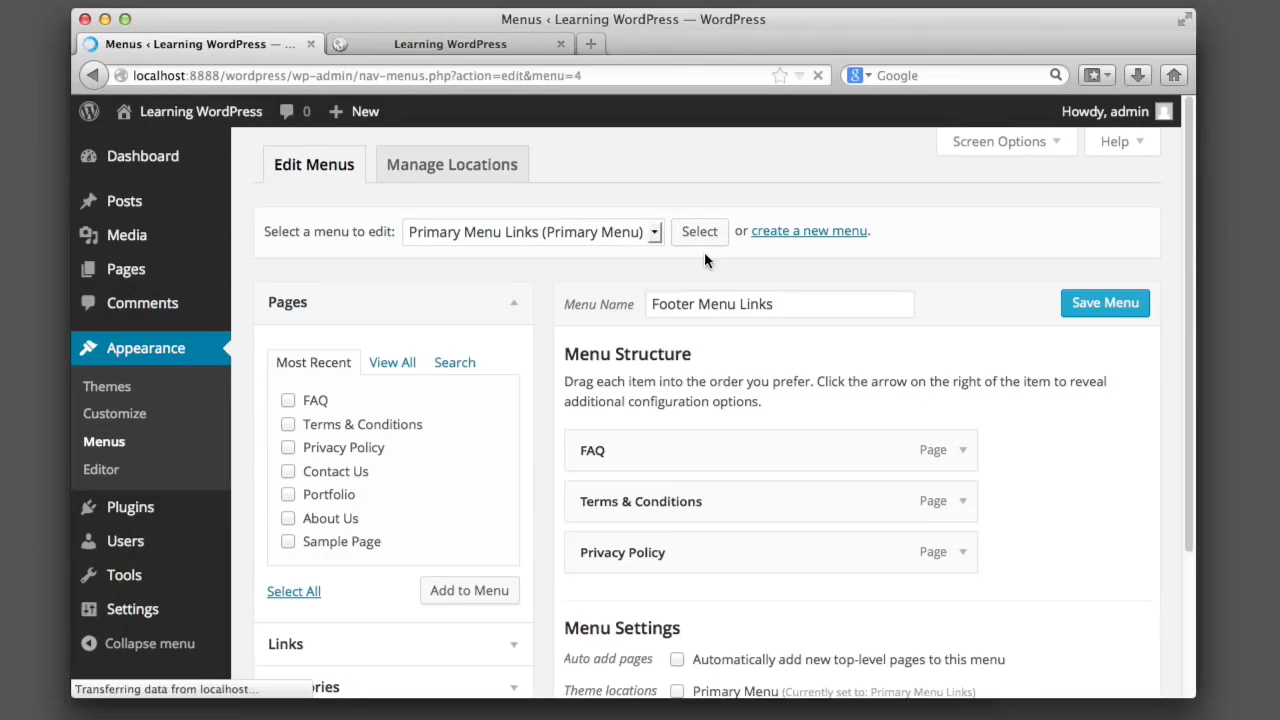 Menus ‹ Learning WordPress — WordPress
Menus ‹ Learning WordPress — ...
Learning WordPress
localhost:8888/wordpress/wp-admin/nav-menus.php?action=edit&menu=4
Google
Learning WordPress 0 New
Howdy, admin
Dashboard
Posts
Media
Pages
Comments
Appearance
Themes
Customize
Menus
Editor
Plugins
Users
Tools
Settings
Collapse menu
Screen Options
Help
Edit Menus
Manage Locations
Select a menu to edit: Primary Menu Links (Primary Menu) Select or create a new menu.
Pages
Most Recent View All Search
FAQ
Terms & Conditions
Privacy Policy
Contact Us
Portfolio
About Us
Sample Page
Select All
Add to Menu
Links
ories
Menu Name Footer Menu Links
Save Menu
Menu Structure
Drag each item into the order you prefer. Click the arrow on the right of the item to reveal
additional configuration options.
FAQ Page
Terms & Conditions Page
Privacy Policy Page
Menu Settings
Auto add pages Automatically add new top-level pages to this menu
Theme locations Primary Menu (Currently set to: Primary Menu Links)
Transferring data from localhost...